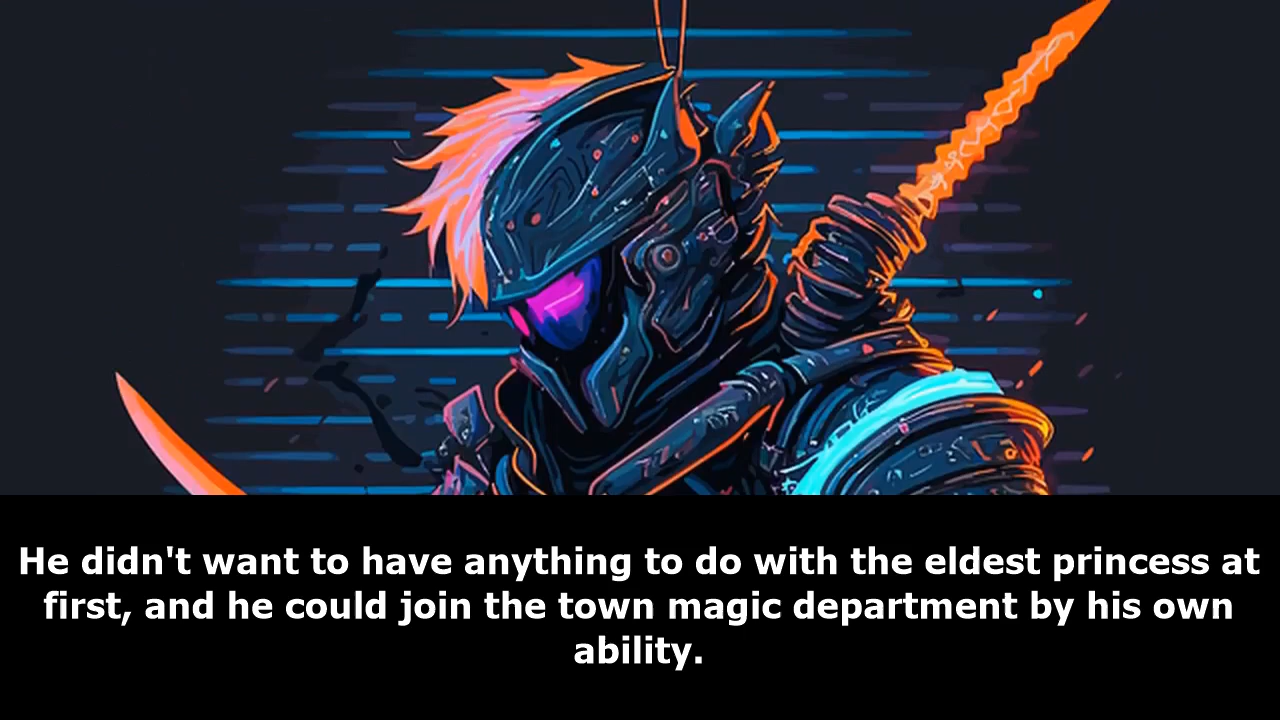 He didn't want to have anything to do with the eldest princess at
first, and he could join the town magic department by his own
ability.